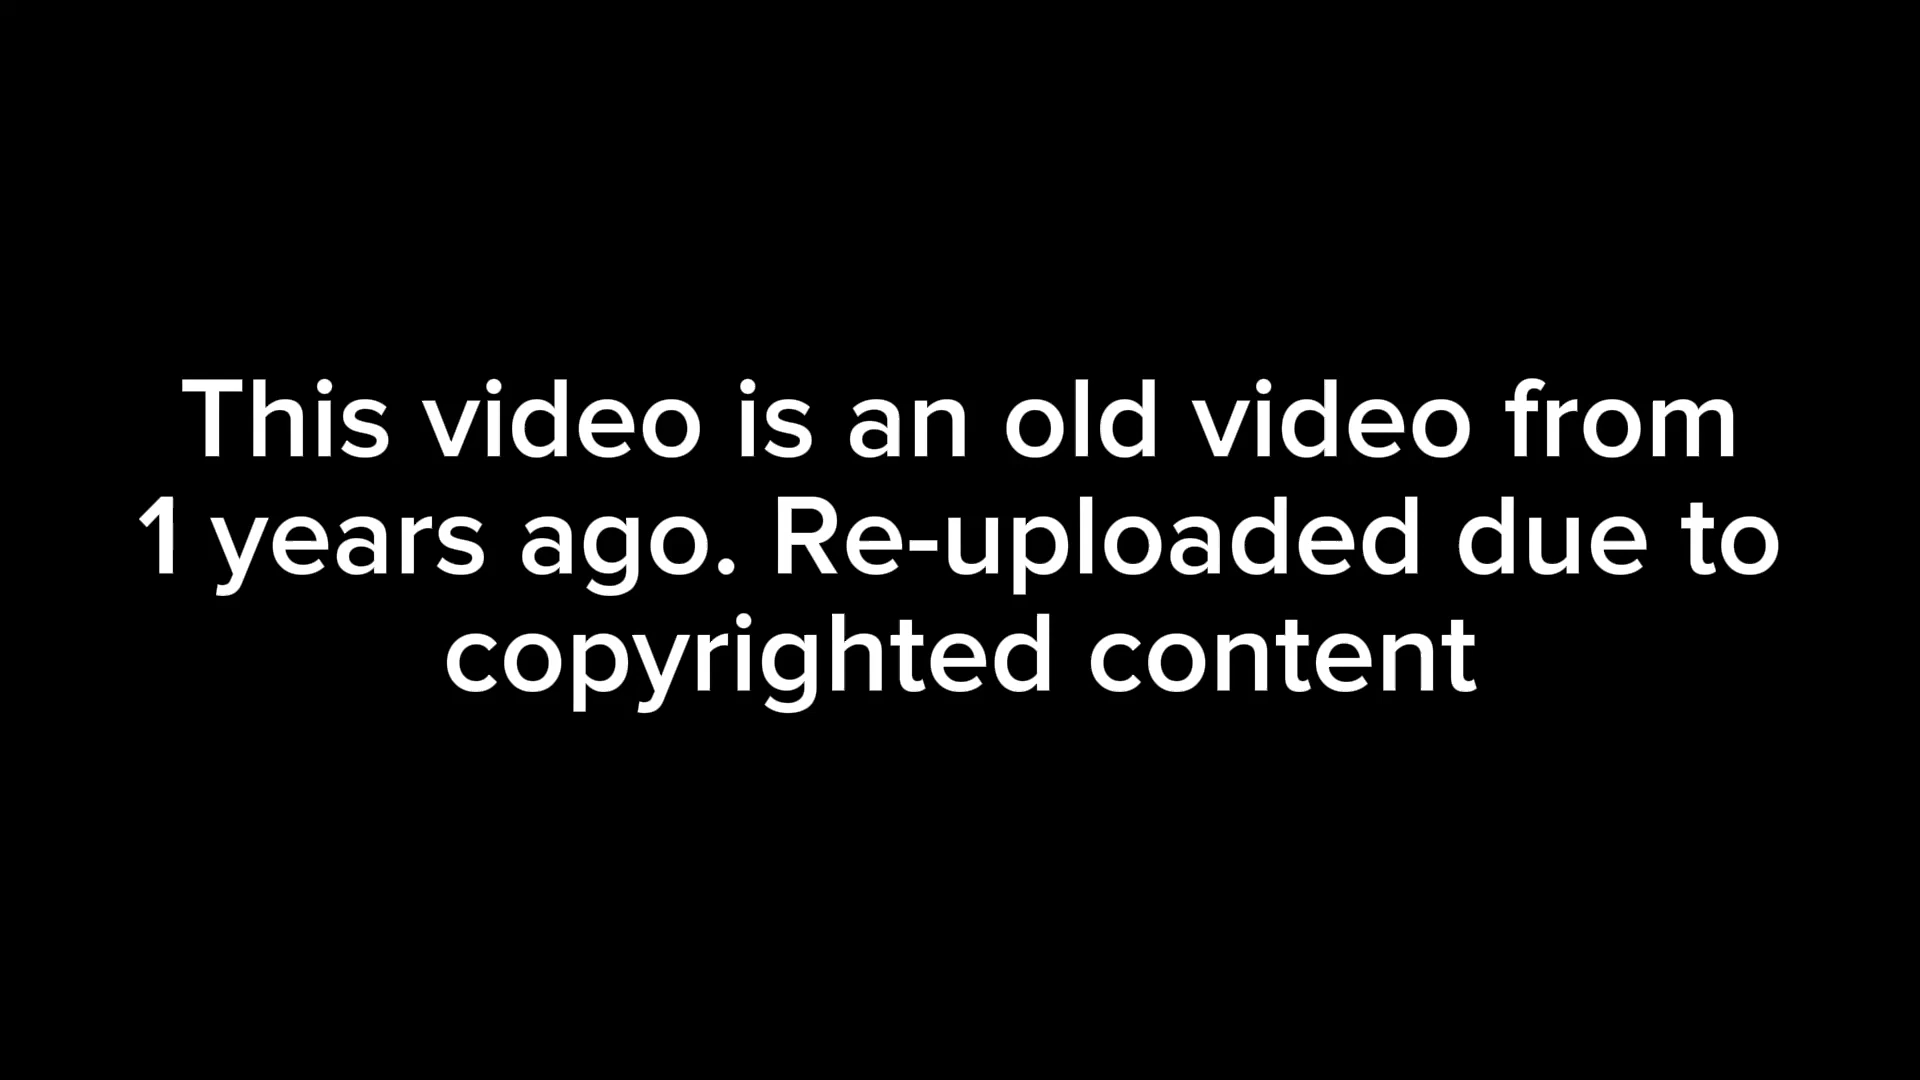 This video is an old video from
1 years ago. Re-uploaded due to
copyrighted content